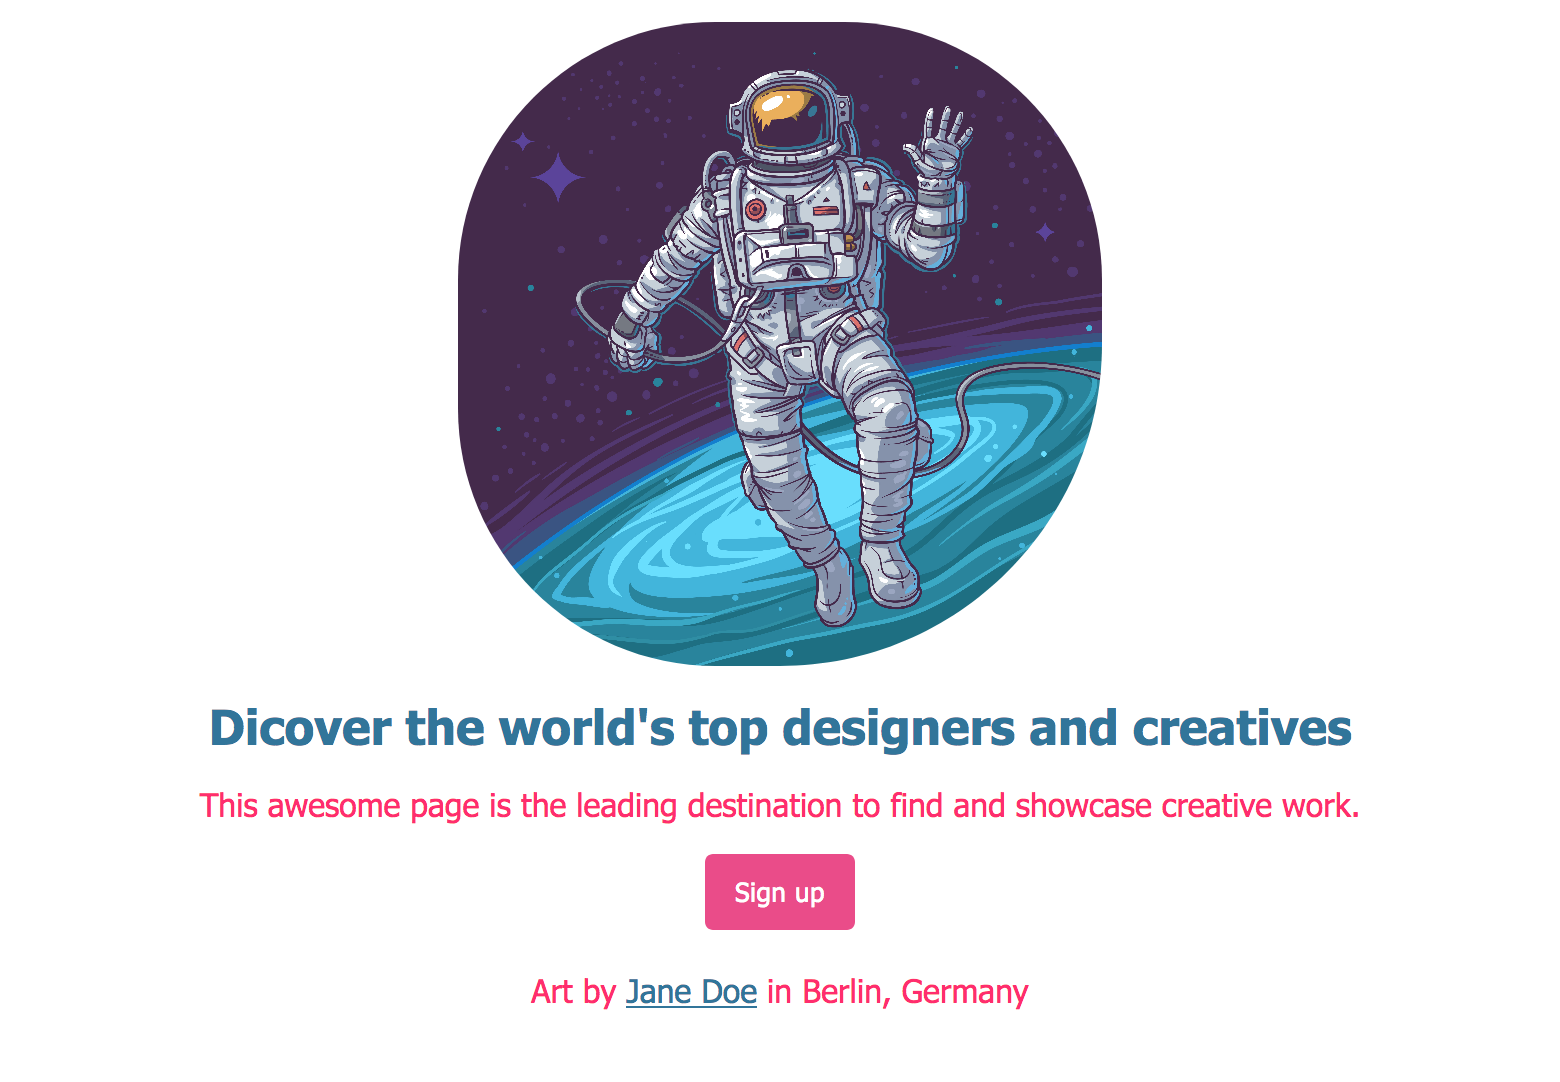 Dicover the world's top designers and creatives
This awesome page is the leading destination to find and showcase creative work.
Sign up
Art by Jane Doe in Berlin, Germany